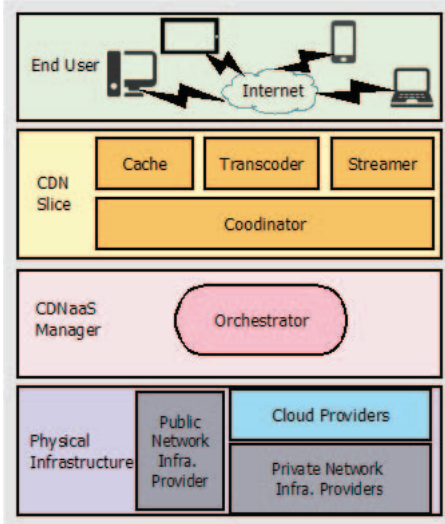 End User
Internet
CDN
Slice
Cache
Transcoder
Streamer
Coodinator
CDNaaS
Manager
Orchestrator
Physical
Infrastructure
Public
Network
Infra.
Provider
Cloud Providers
Private Network
Infra. Providers